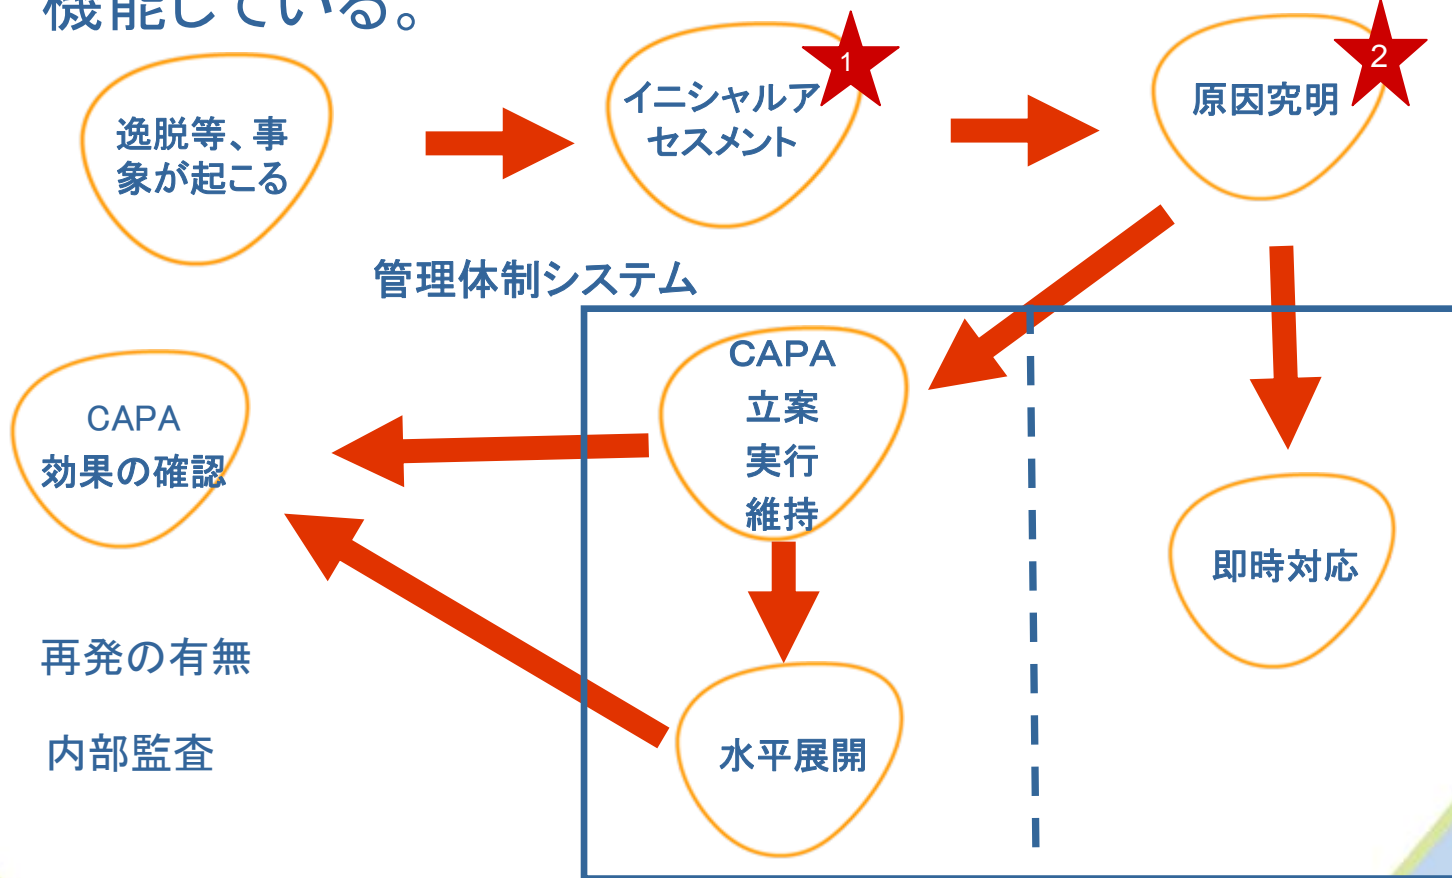 機能している。
逸脱等、事
象が起こる
イニシャルア
セスメント
1
原因究明
2
管理体制システム
CAPA
立案
実行
維持
CAPA
効果の確認
即時対応
再発の有無
水平展開
内部監査